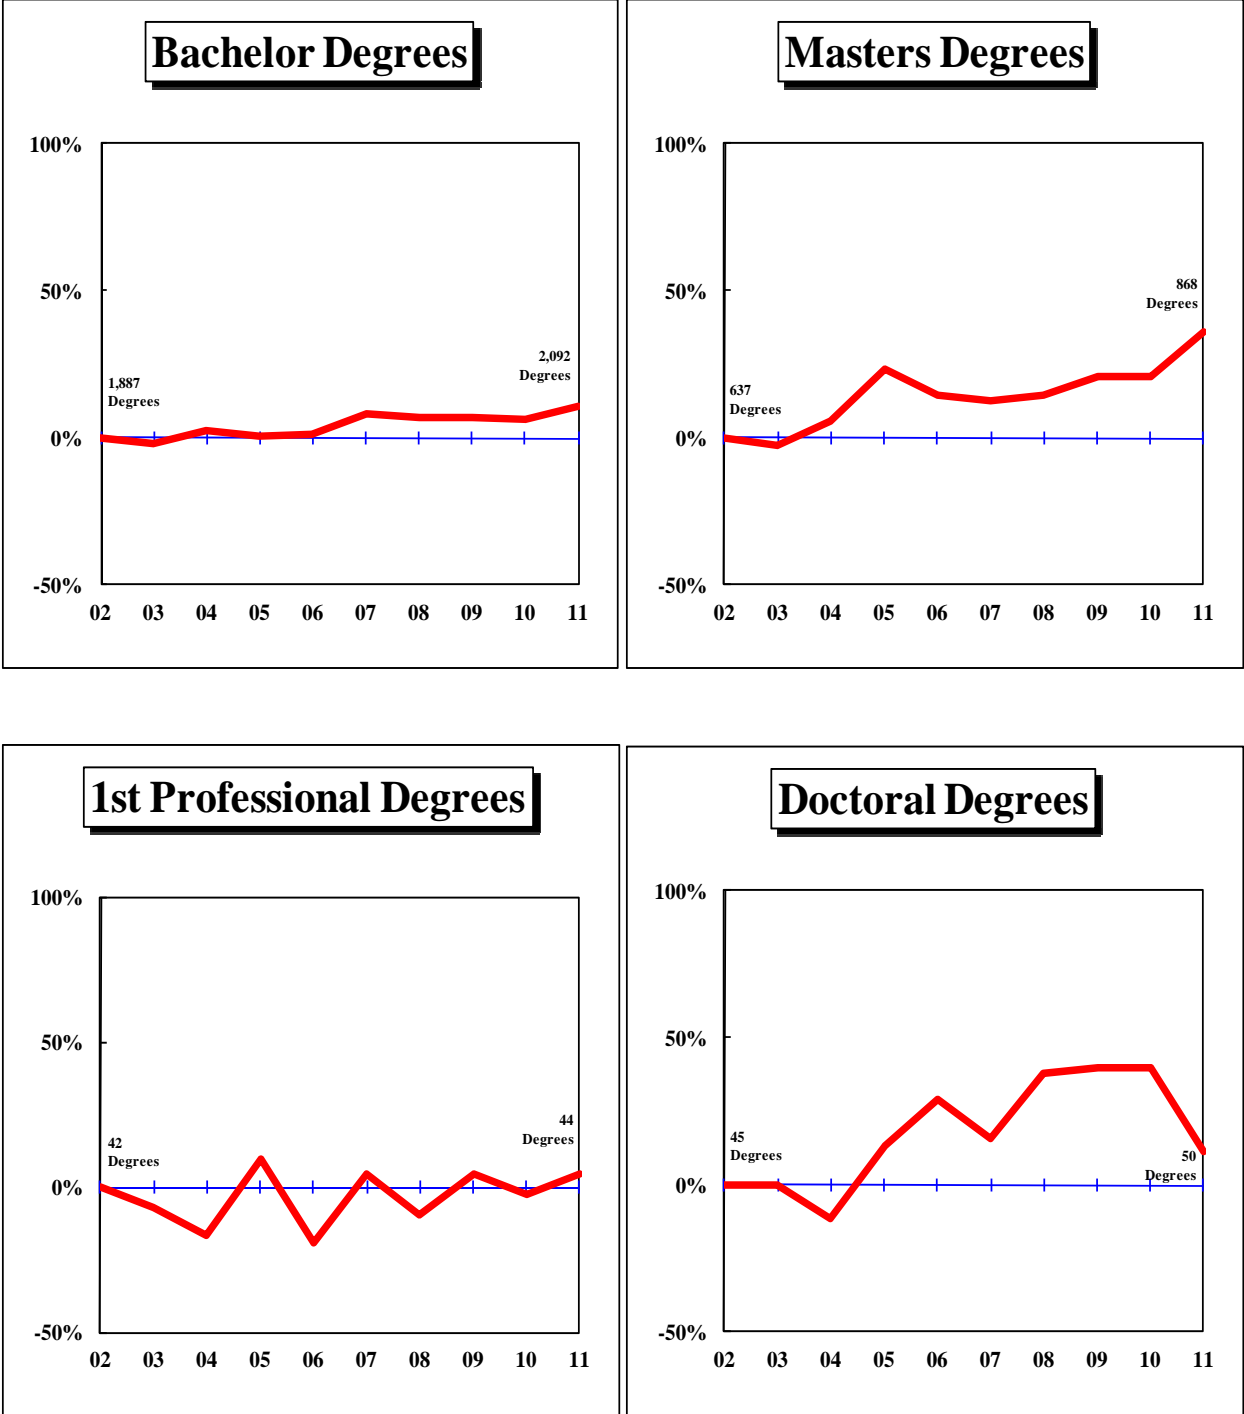 Bachelor Degrees
100%
50%
0%
-50%
1,887
Degrees
2,092
Degrees
02 03 04 05 06 07 08 09 10 11
Masters Degrees
100%
50%
0%
-50%
637
Degrees
868
Degrees
02 03 04 05 06 07 08 09 10 11
1st Professional Degrees
100%
50%
0%
-50%
42
Degrees
44
Degrees
02 03 04 05 06 07 08 09 10 11
Doctoral Degrees
100%
50%
0%
-50%
45
Degrees
50
Degrees
02 03 04 05 06 07 08 09 10 11